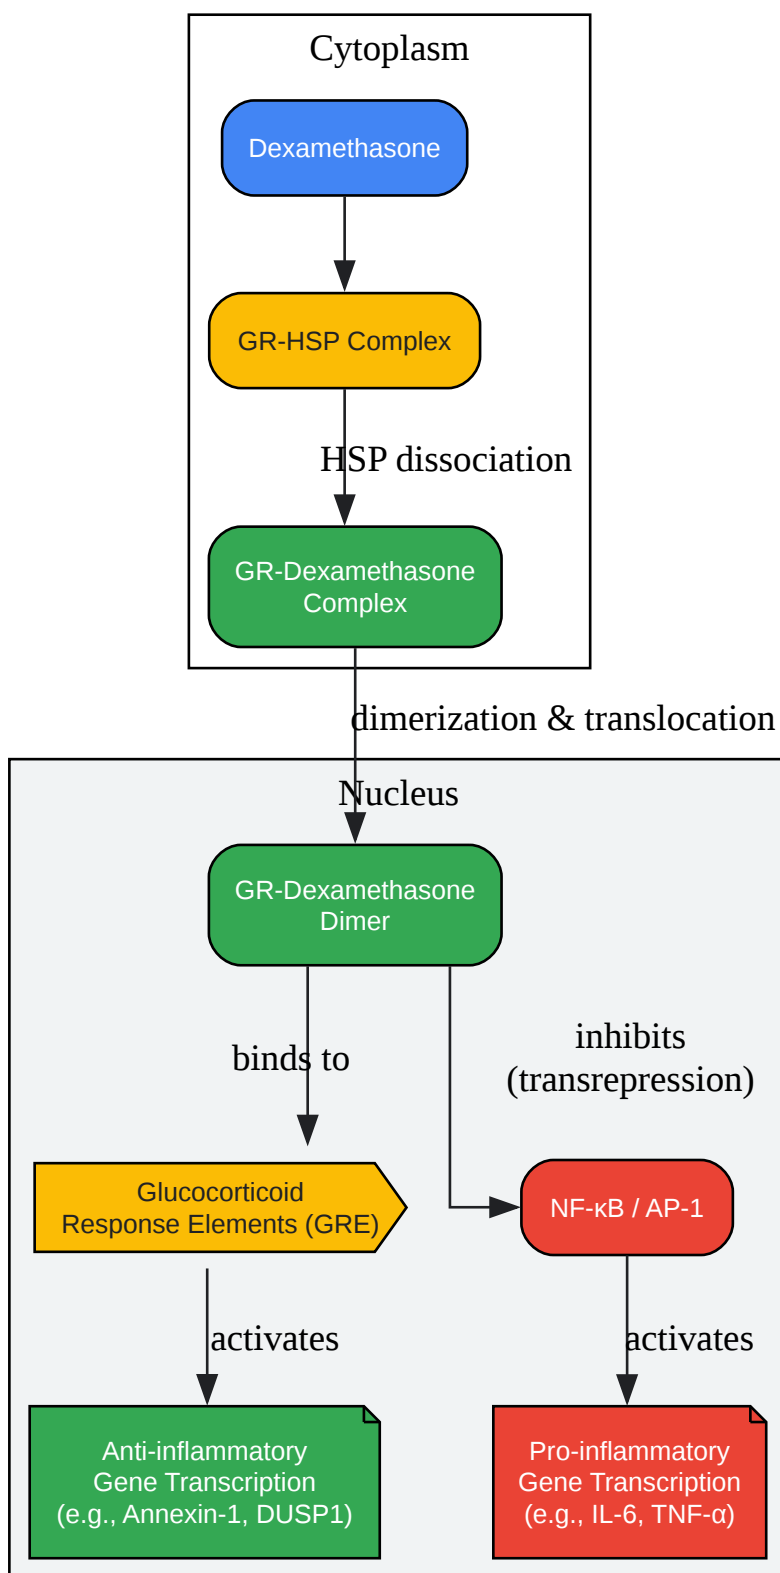 Cytoplasm
Dexamethasone
GR-HSP Complex
HSP dissociation
GR-Dexamethasone
Complex
dimerization & translocation
Nucleus
GR-Dexamethasone
Dimer
binds to
inhibits
(transrepression)
Glucocorticoid
Response Elements (GRE)
NF-κB / AP-1
activates
activates
Anti-inflammatory
Gene Transcription
(e.g., Annexin-1, DUSP1)
Pro-inflammatory
Gene Transcription
(e.g., IL-6, TNF-α)